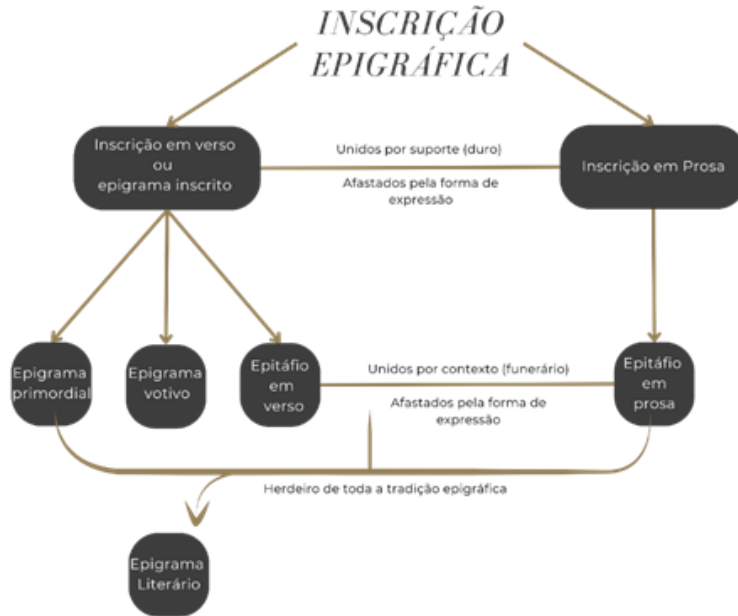 INSCRIÇÃO
EPIGRÁFICA
Inscrição em verso
ou
epigrama inscrito
Unidos por suporte (duro)
Afastados pela forma de
expressão
Inscrição em Prosa
Epigrama
primordial
Epigrama
votivo
Epitáfio
em
verso
Unidos por contexto (funerário)
Afastados pela forma de
expressão
Epitáfio
em
prosa
Herdeiro de toda a tradição epigráfica
Epigrama
Literário